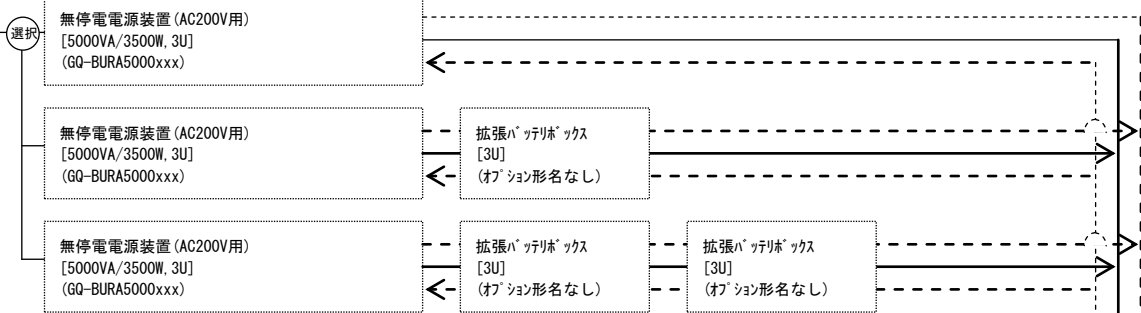 選択
無停電電源装置(AC200V用)
[5000VA/3500W,3U]
(GQ-BURA5000xxx)
無停電電源装置(AC200V用)
[5000VA/3500W,3U]
(GQ-BURA5000xxx)
拡張ﾊﾞｯﾃﾘﾎﾞｯｸｽ
[3U]
(ｵﾌﾟｼｮﾝ形名なし)
無停電電源装置(AC200V用)
[5000VA/3500W,3U]
(GQ-BURA5000xxx)
拡張ﾊﾞｯﾃﾘﾎﾞｯｸｽ
[3U]
(ｵﾌﾟｼｮﾝ形名なし)
拡張ﾊﾞｯﾃﾘﾎﾞｯｸｽ
[3U]
(ｵﾌﾟｼｮﾝ形名なし)